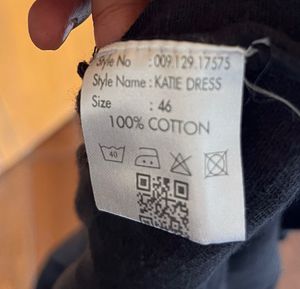 Style No : 009.129.17575
Style Name : KATIE DRESS
Size : 46
100% COTTON
40